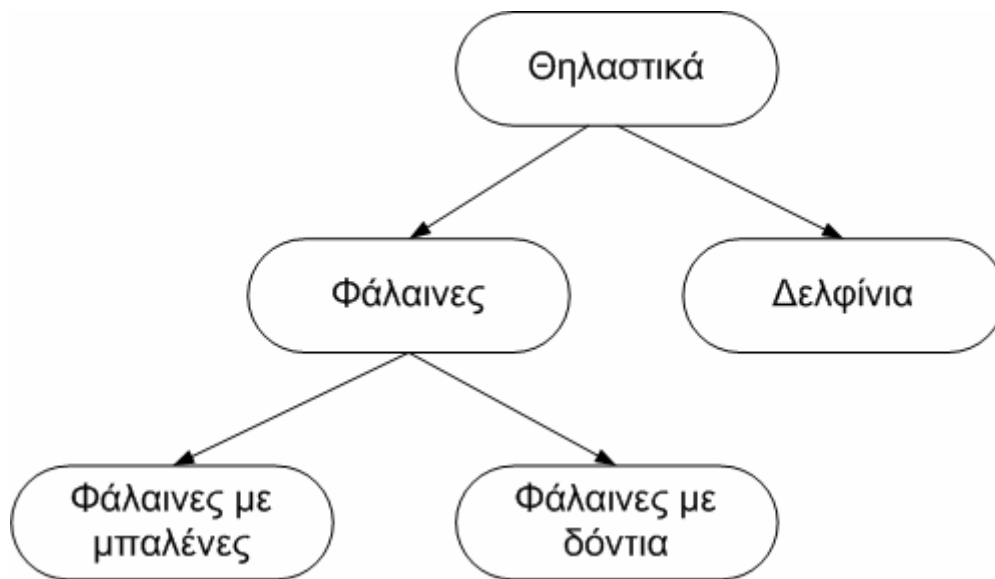 Θηλαστικά
Φάλαινες
Δελφίνια
Φάλαινες με
μπαλένες
Φάλαινες με
δόντια